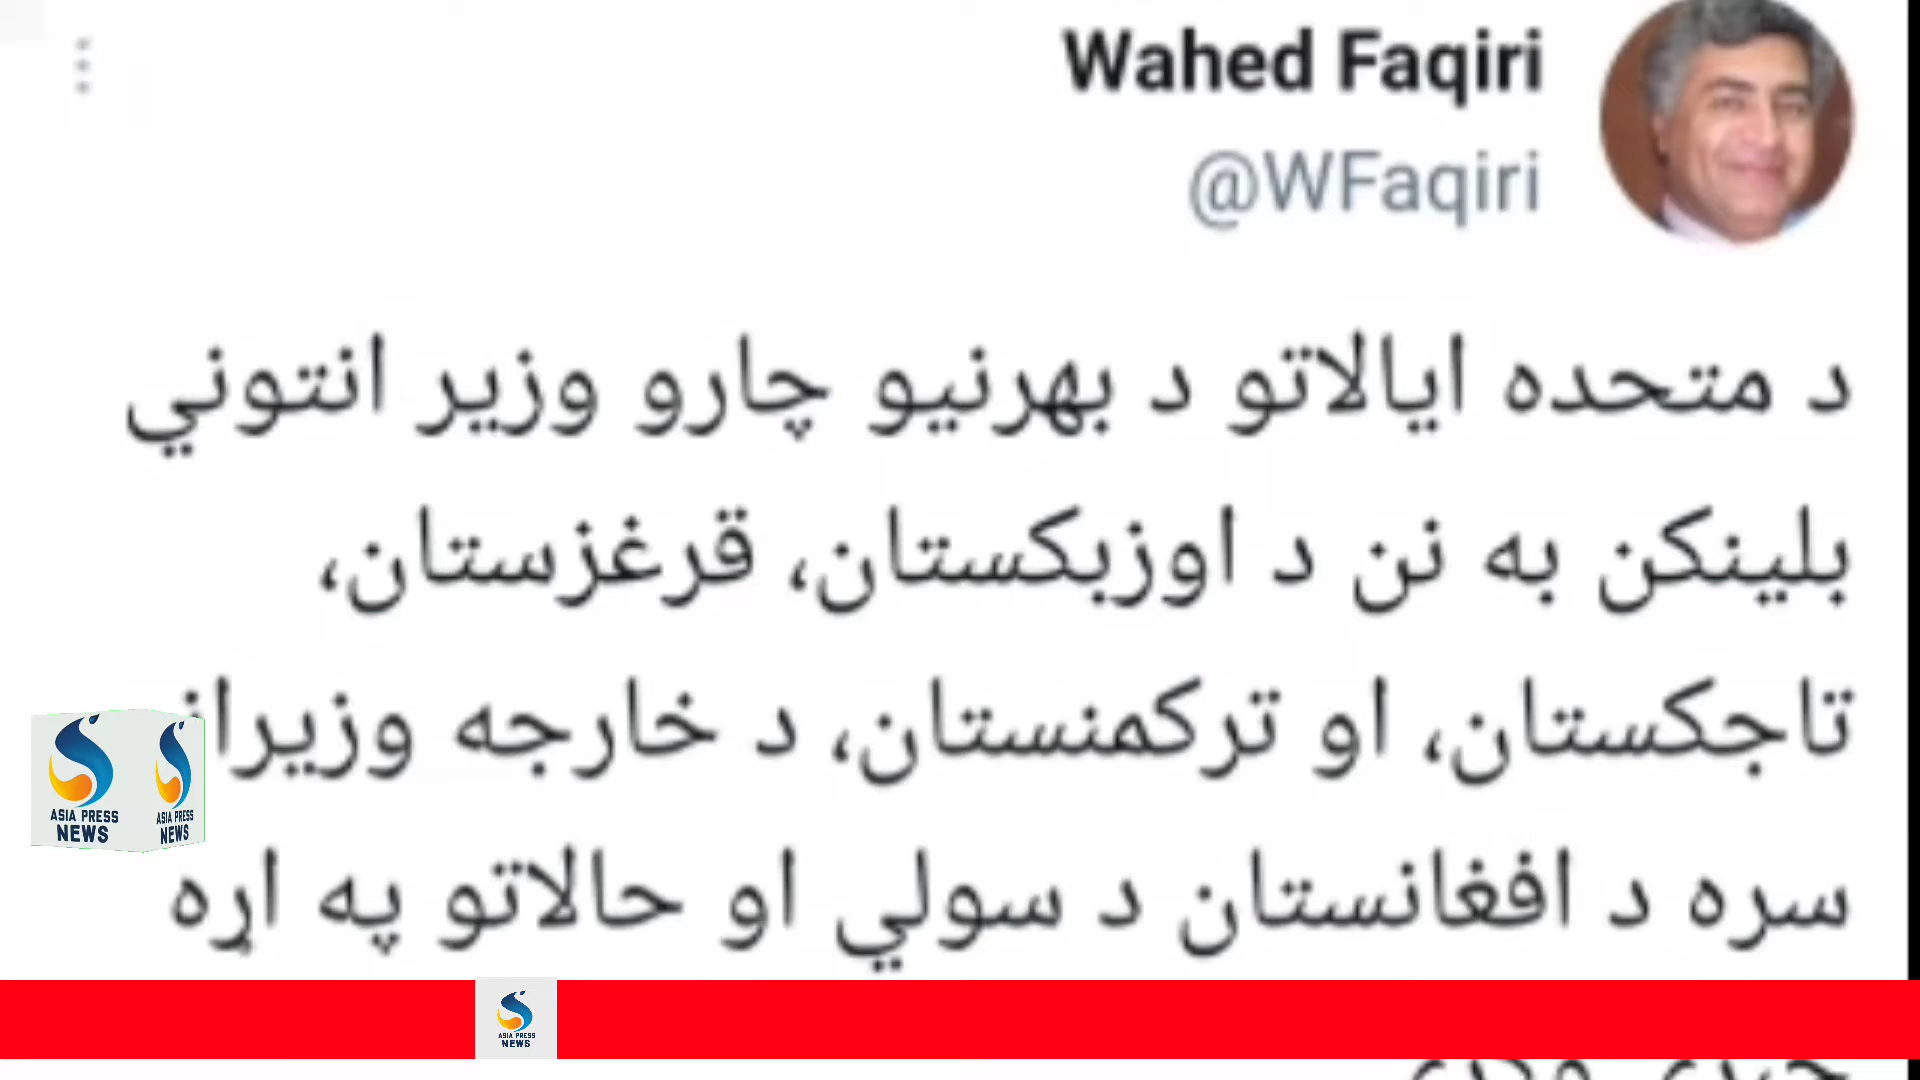 Wahed Faqiri
@WFaqiri
د متحده ایالاتو د بهرنیو چارو وزیر انتوني
بلینکن به نن د اوزبکستان، قرغزستان،
تاجکستان، او ترکمنستان، د خارجه
سره د افغانستان د سولي او حالاتو په اړه
ASIA PRESS
NEWS
ASIA PRESS
NEWS
ASIA PRESS
NEWS